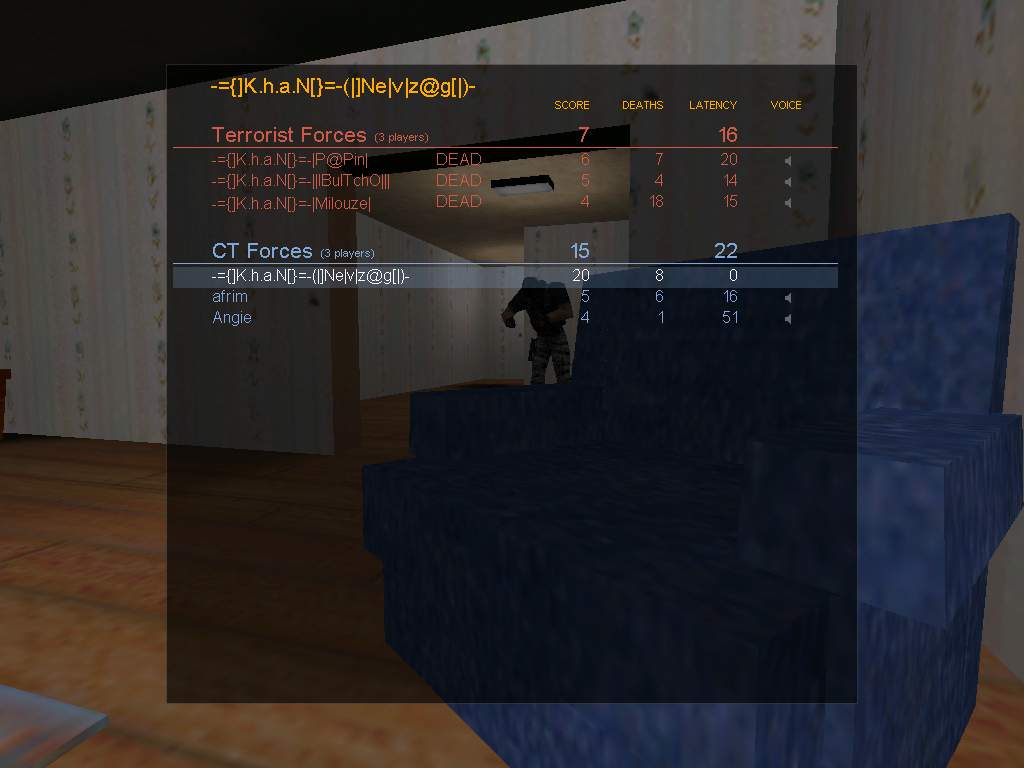 -={]K.h.a.N[}=-(|]Ne|v|z@g[|)-
SCORE DEATHS LATENCY VOICE
Terrorist Forces (3 players) 7 16
-={]K.h.a.N[}=-|P@Pin| DEAD 6 7 20
-={]K.h.a.N[}=-||lBulTchO||| DEAD 5 4 14
-={]K.h.a.N[}=-|Milouze| DEAD 4 18 15
CT Forces (3 players) 15 22
-={]K.h.a.N[}=-(|]Ne|v|z@g[|)- 20 8 0
afrim 5 6 16
Angie 4 1 51